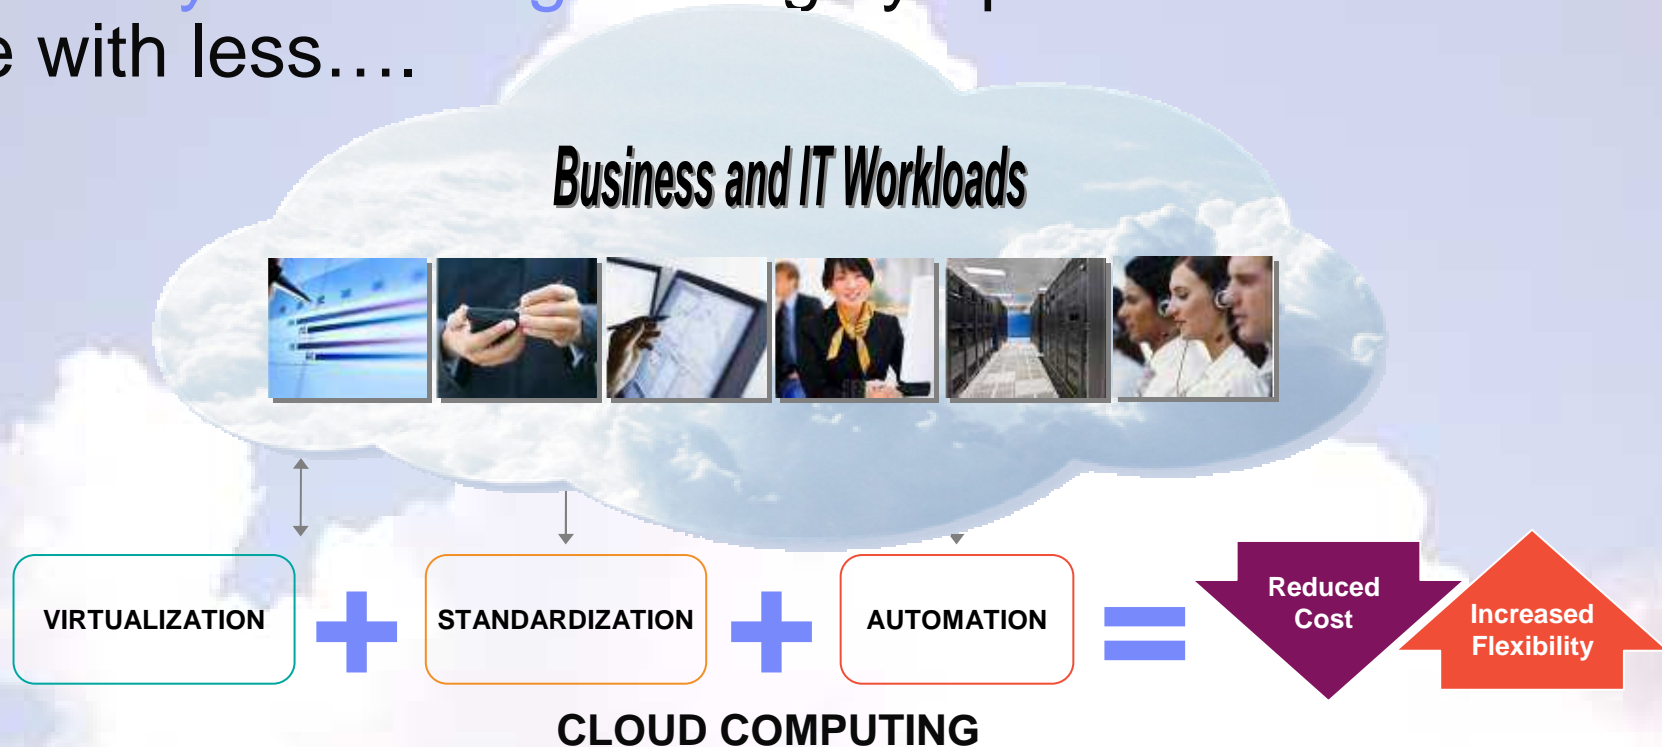 e with less….
Business and IT Workloads
VIRTUALIZATION
STANDARDIZATION
AUTOMATION
Reduced
Cost
Increased
Flexibility
CLOUD COMPUTING